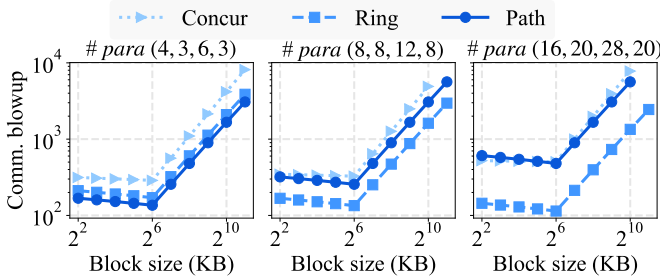 Concur Ring Path
# para (4, 3, 6, 3) # para (8, 8, 12, 8) # para (16, 20, 28, 20)
Comm. blowup
10^4
10^3
10^2
2^2 2^6 2^10 2^2 2^6 2^10 2^2 2^6 2^10
Block size (KB) Block size (KB) Block size (KB)